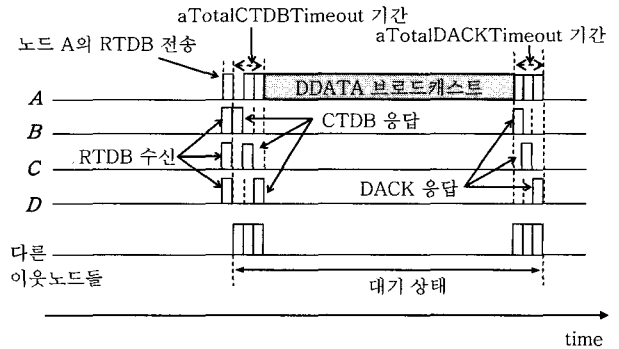 aTotalCTDBTimeout 기간
노드 A의 RTDB 전송
aTotalDACKTimeout 기간
A
DDATA 브로드캐스트
B
CTDB 응답
C
RTDB 수신
DACK 응답
D
다른
이웃노드들
대기 상태
time